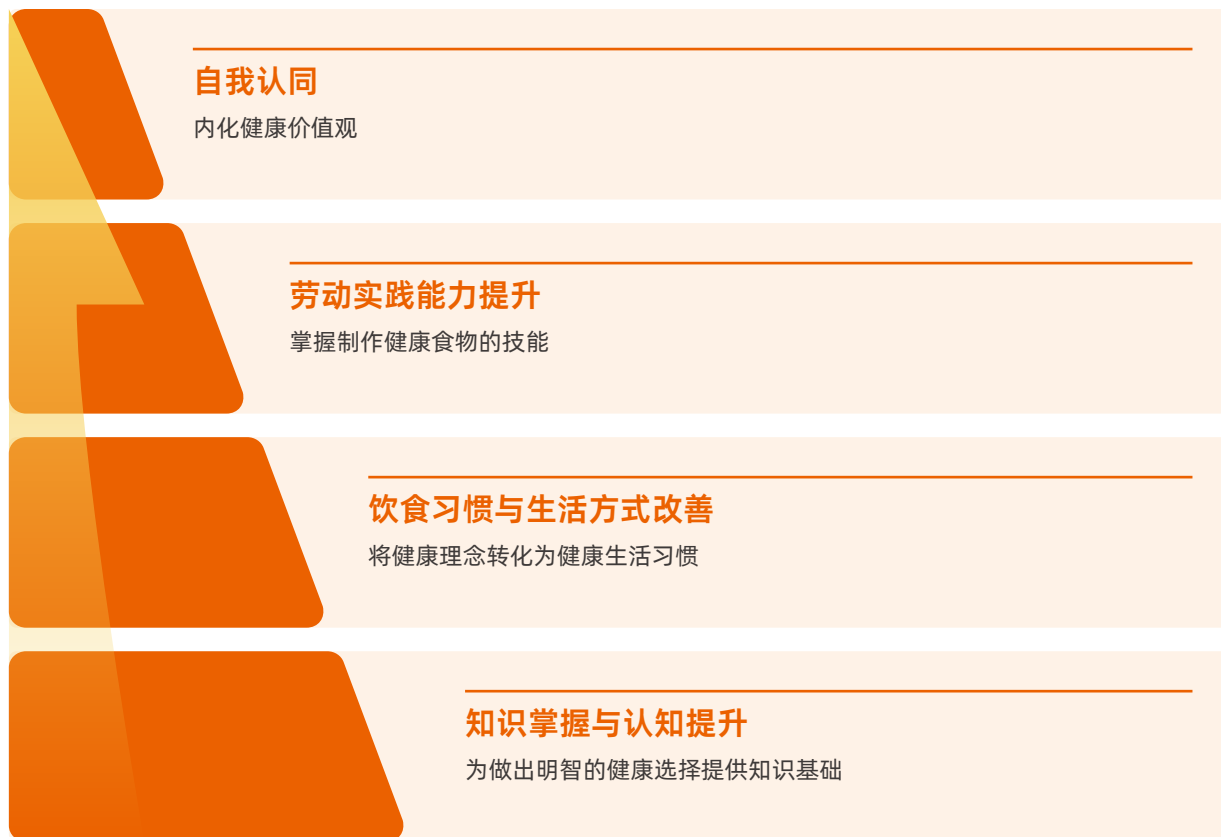 自我认同
内化健康价值观
劳动实践能力提升
掌握制作健康食物的技能
饮食习惯与生活方式改善
将健康理念转化为健康生活习惯
知识掌握与认知提升
为做出明智的健康选择提供知识基础